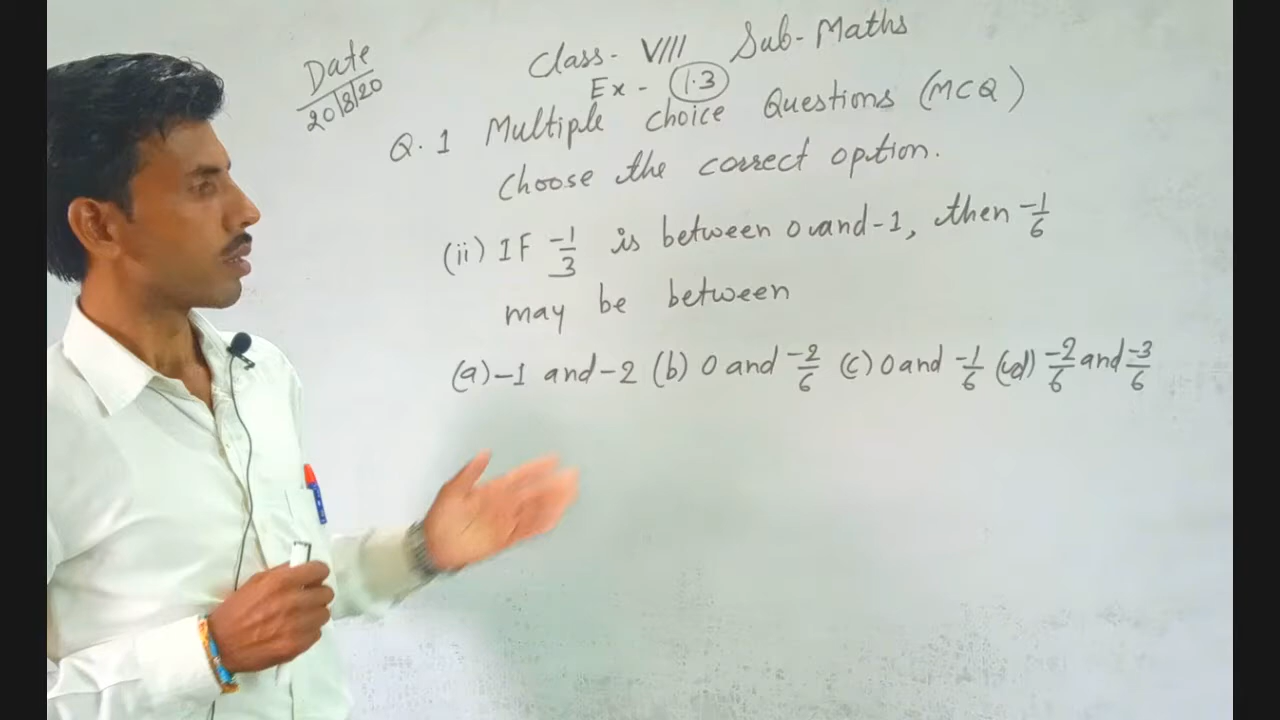 Date
20/8/20
Class- VIII Sub- Maths
Ex - 1.3
Q. 1 Multiple choice Questions (MCQ)
Choose the correct option.
(ii) IF -1/3 is between 0 and -1, then -1/6
may be between
(a) -1 and -2 (b) 0 and -2/6 (c) 0 and -1/6 (d) -2/6 and -3/6